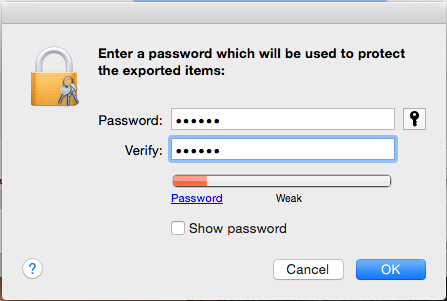 Enter a password which will be used to protect
the exported items:
Password: ••••••
Verify: ••••••
Password Weak
Show password
? Cancel OK